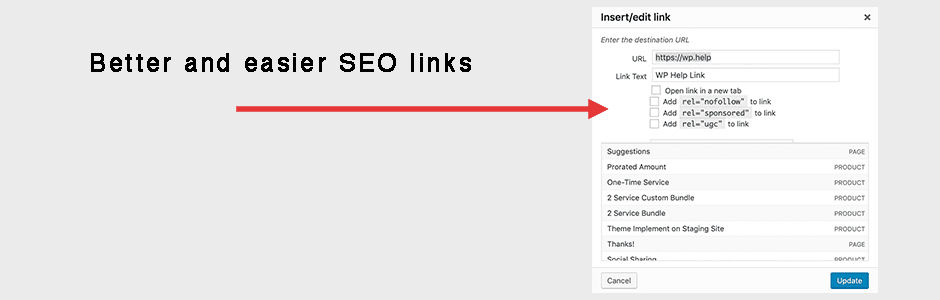 Better and easier SEO links
Insert/edit link ×
Enter the destination URL
URL https://wp.help
Link Text WP Help Link
Open link in a new tab
Add rel="nofollow" to link
Add rel="sponsored" to link
Add rel="ugc" to link
Suggestions PAGE
Prorated Amount PRODUCT
One-Time Service PRODUCT
2 Service Custom Bundle PRODUCT
2 Service Bundle PRODUCT
Theme Implement on Staging Site PRODUCT
Thanks! PAGE
Social Sharing PRODUCT
Cancel Update